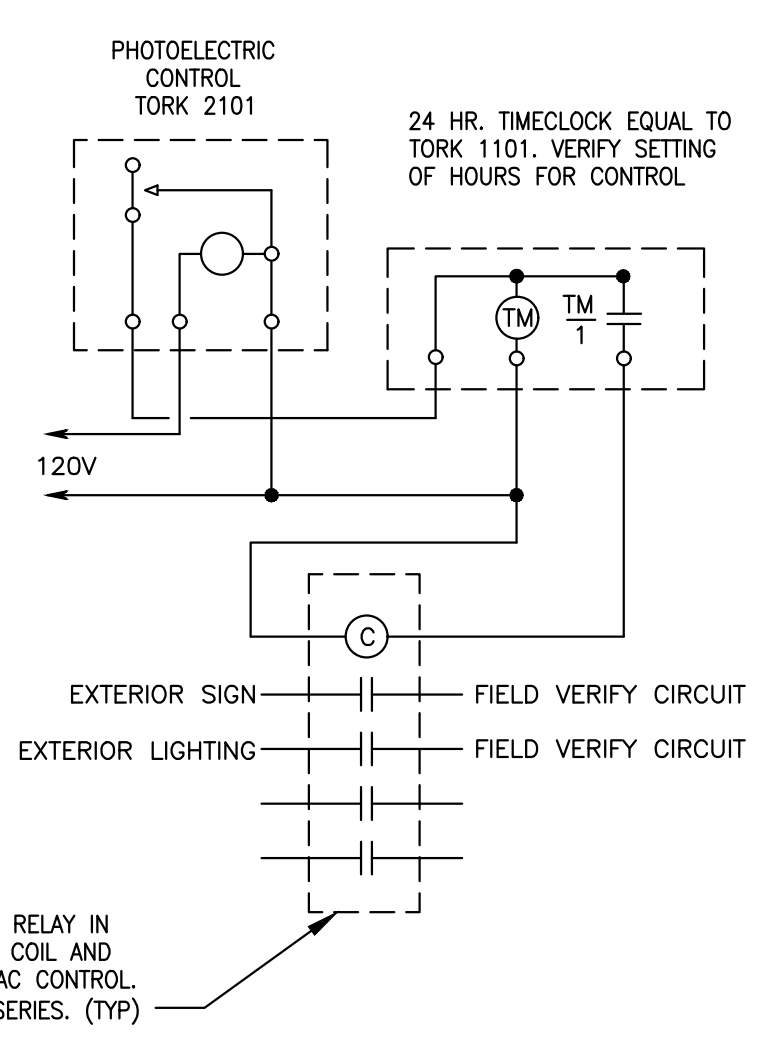 PHOTOELECTRIC
CONTROL
TORK 2101
24 HR. TIMECLOCK EQUAL TO
TORK 1101. VERIFY SETTING
OF HOURS FOR CONTROL
TM
TM
1
120V
C
EXTERIOR SIGN
FIELD VERIFY CIRCUIT
EXTERIOR LIGHTING
FIELD VERIFY CIRCUIT
RELAY IN
COIL AND
AC CONTROL.
SERIES. (TYP)